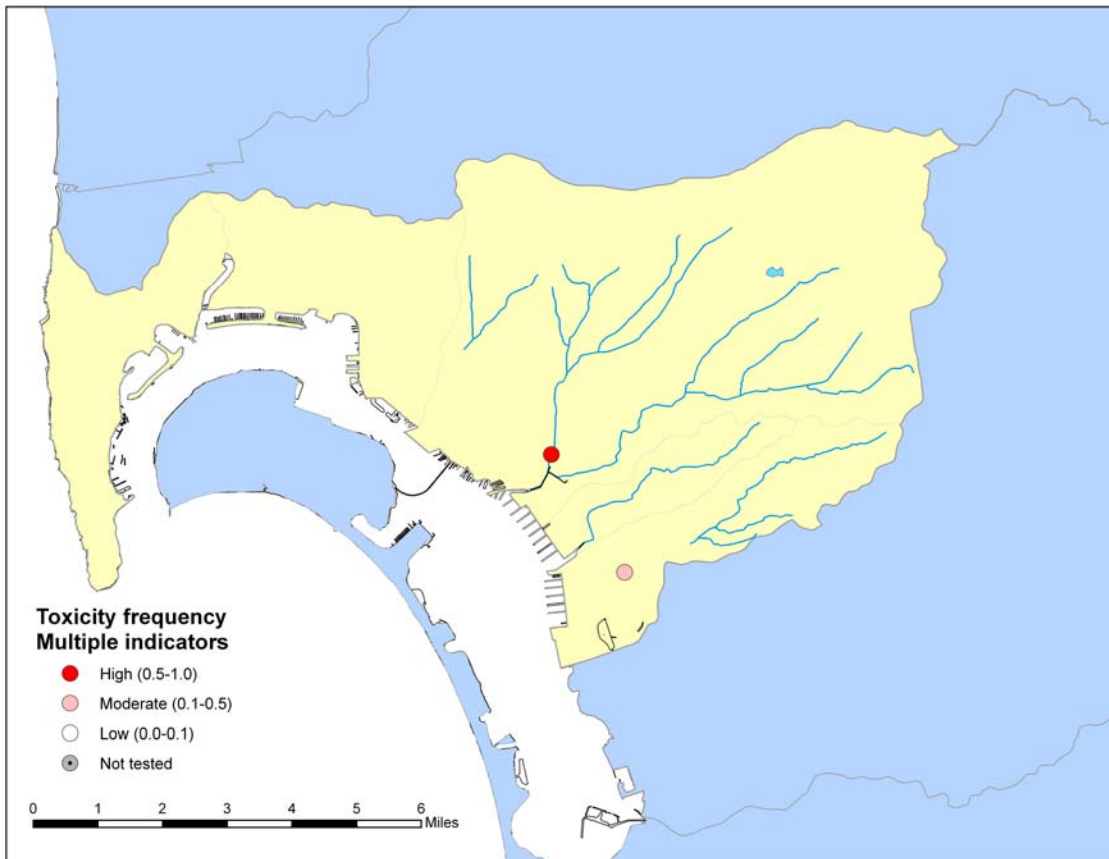 Toxicity frequency
Multiple indicators
High (0.5-1.0)
Moderate (0.1-0.5)
Low (0.0-0.1)
Not tested
0 1 2 3 4 5 6
Miles